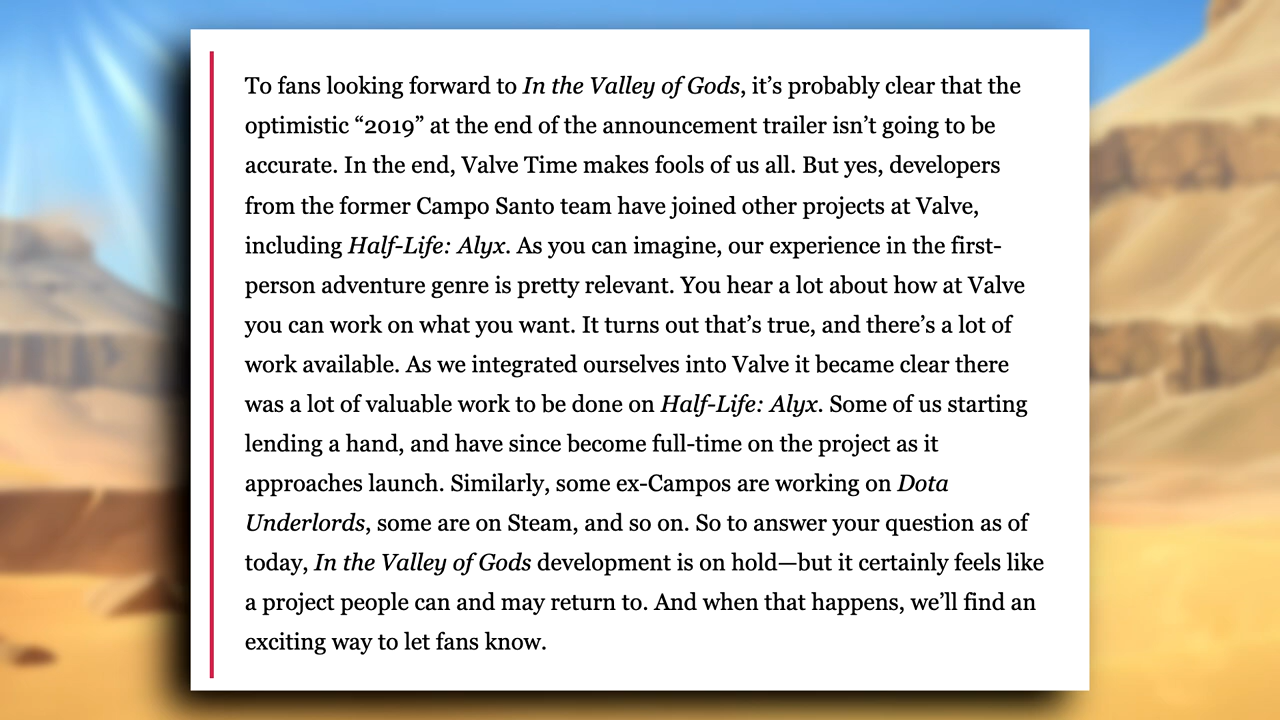 To fans looking forward to In the Valley of Gods, it’s probably clear that the
optimistic “2019” at the end of the announcement trailer isn’t going to be
accurate. In the end, Valve Time makes fools of us all. But yes, developers
from the former Campo Santo team have joined other projects at Valve,
including Half-Life: Alyx. As you can imagine, our experience in the first-
person adventure genre is pretty relevant. You hear a lot about how at Valve
you can work on what you want. It turns out that’s true, and there’s a lot of
work available. As we integrated ourselves into Valve it became clear there
was a lot of valuable work to be done on Half-Life: Alyx. Some of us starting
lending a hand, and have since become full-time on the project as it
approaches launch. Similarly, some ex-Campos are working on Dota
Underlords, some are on Steam, and so on. So to answer your question as of
today, In the Valley of Gods development is on hold—but it certainly feels like
a project people can and may return to. And when that happens, we’ll find an
exciting way to let fans know.